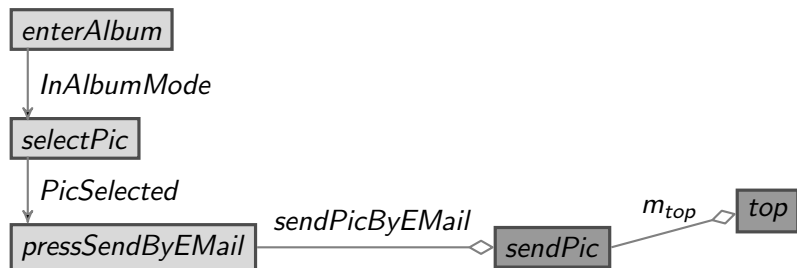 enterAlbum
InAlbumMode
selectPic
PicSelected
pressSendByEMail
sendPicByEMail
sendPic
m_top
top